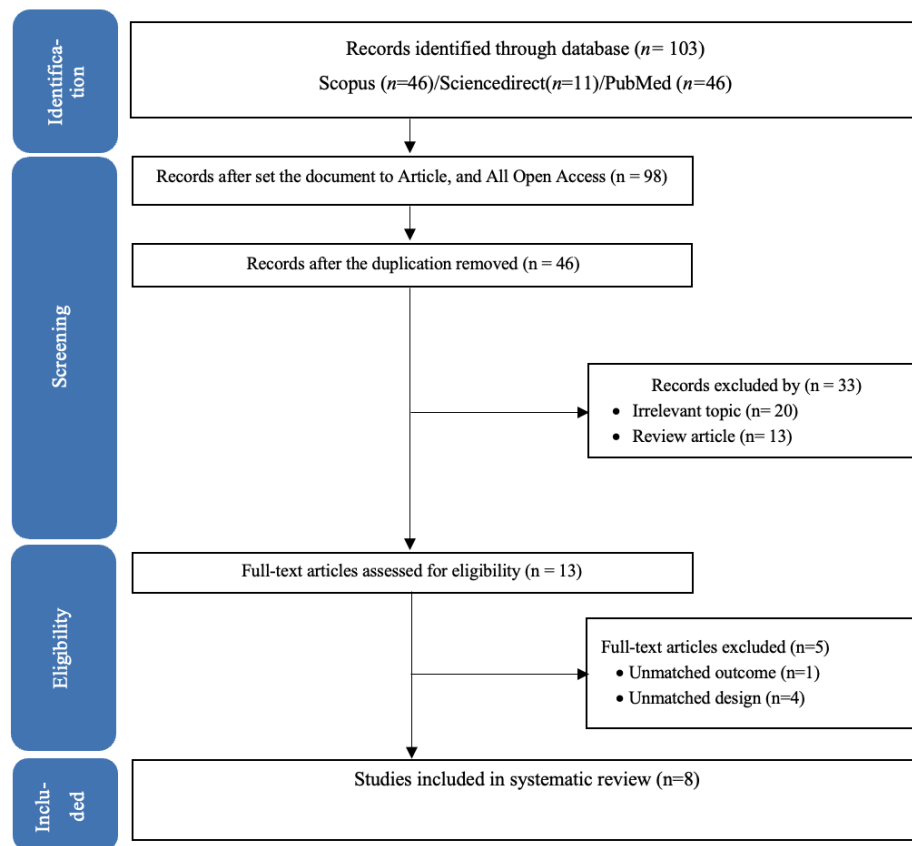 Identifica-
tion
Records identified through database (n= 103)
Scopus (n=46)/Sciencedirect(n=11)/PubMed (n=46)
Screening
Records after set the document to Article, and All Open Access (n = 98)
Records after the duplication removed (n = 46)
Records excluded by (n = 33)
• Irrelevant topic (n= 20)
• Review article (n= 13)
Eligibility
Full-text articles assessed for eligibility (n = 13)
Full-text articles excluded (n=5)
• Unmatched outcome (n=1)
• Unmatched design (n=4)
Inclu-
ded
Studies included in systematic review (n=8)